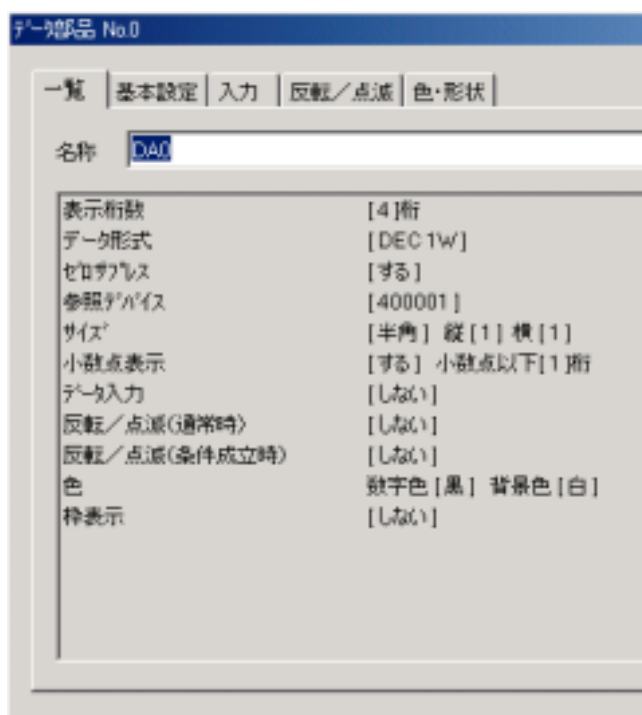 ﾃﾞｰﾀ部品 No.0
一覧 基本設定 入力 反転／点滅 色・形状
名称 DA0
表示桁数 [4]桁
ﾃﾞｰﾀ形式 [DEC1W]
ｾﾞﾛｻﾌﾟﾚｽ [する]
参照ﾃﾞﾊﾞｲｽ [400001]
ｻｲｽﾞ [半角] 縦[1] 横[1]
小数点表示 [する] 小数点以下[1]桁
ﾃﾞｰﾀ入力 [しない]
反転／点滅(通常時) [しない]
反転／点滅(条件成立時) [しない]
色 数字色[黒] 背景色[白]
枠表示 [しない]